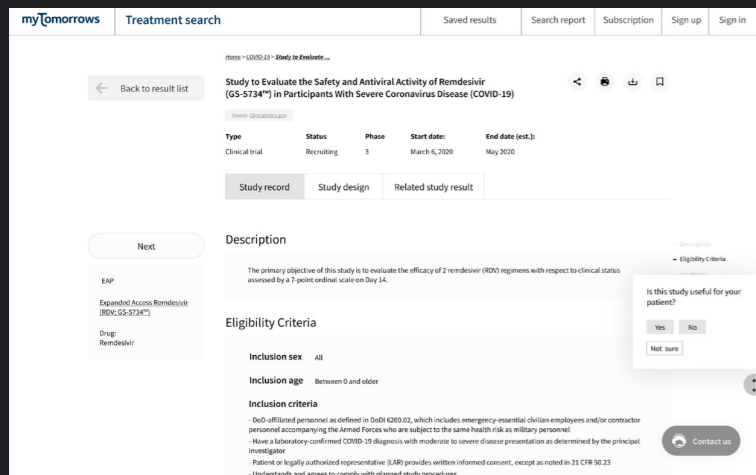 myTomorrows
Treatment search
Saved results
Search report
Subscription
Sign up
Sign in
Home > COVID-19 > Study to Evaluate ...
Back to result list
Study to Evaluate the Safety and Antiviral Activity of Remdesivir
(GS-5734™) in Participants With Severe Coronavirus Disease (COVID-19)
Source: Clinicaltrials.gov
Type
Status
Phase
Start date:
End date (est.):
Clinical trial
Recruiting
3
March 6, 2020
May 2020
Study record
Study design
Related study result
Next
EAP
Expanded Access Remdesivir
(RDV; GS-5734™)
Drug:
Remdesivir
Description
The primary objective of this study is to evaluate the efficacy of 2 remdesivir (RDV) regimens with respect to clinical status
assessed by a 7-point ordinal scale on Day 14.
Description
Eligibility Criteria
Is this study useful for your
patient?
Yes
No
Not sure
Eligibility Criteria
Inclusion sex All
Inclusion age Between 0 and older
Inclusion criteria
- DoD-affiliated personnel as defined in DoDI 6200.02, which includes emergency-essential civilian employees and/or contractor
personnel accompanying the Armed Forces who are subject to the same health risk as military personnel
- Have a laboratory-confirmed COVID-19 diagnosis with moderate to severe disease presentation as determined by the principal
investigator
- Patient or legally authorized representative (LAR) provides written informed consent, except as noted in 21 CFR 50.23
- Understands and agrees to comply with planned study procedures
Contact us